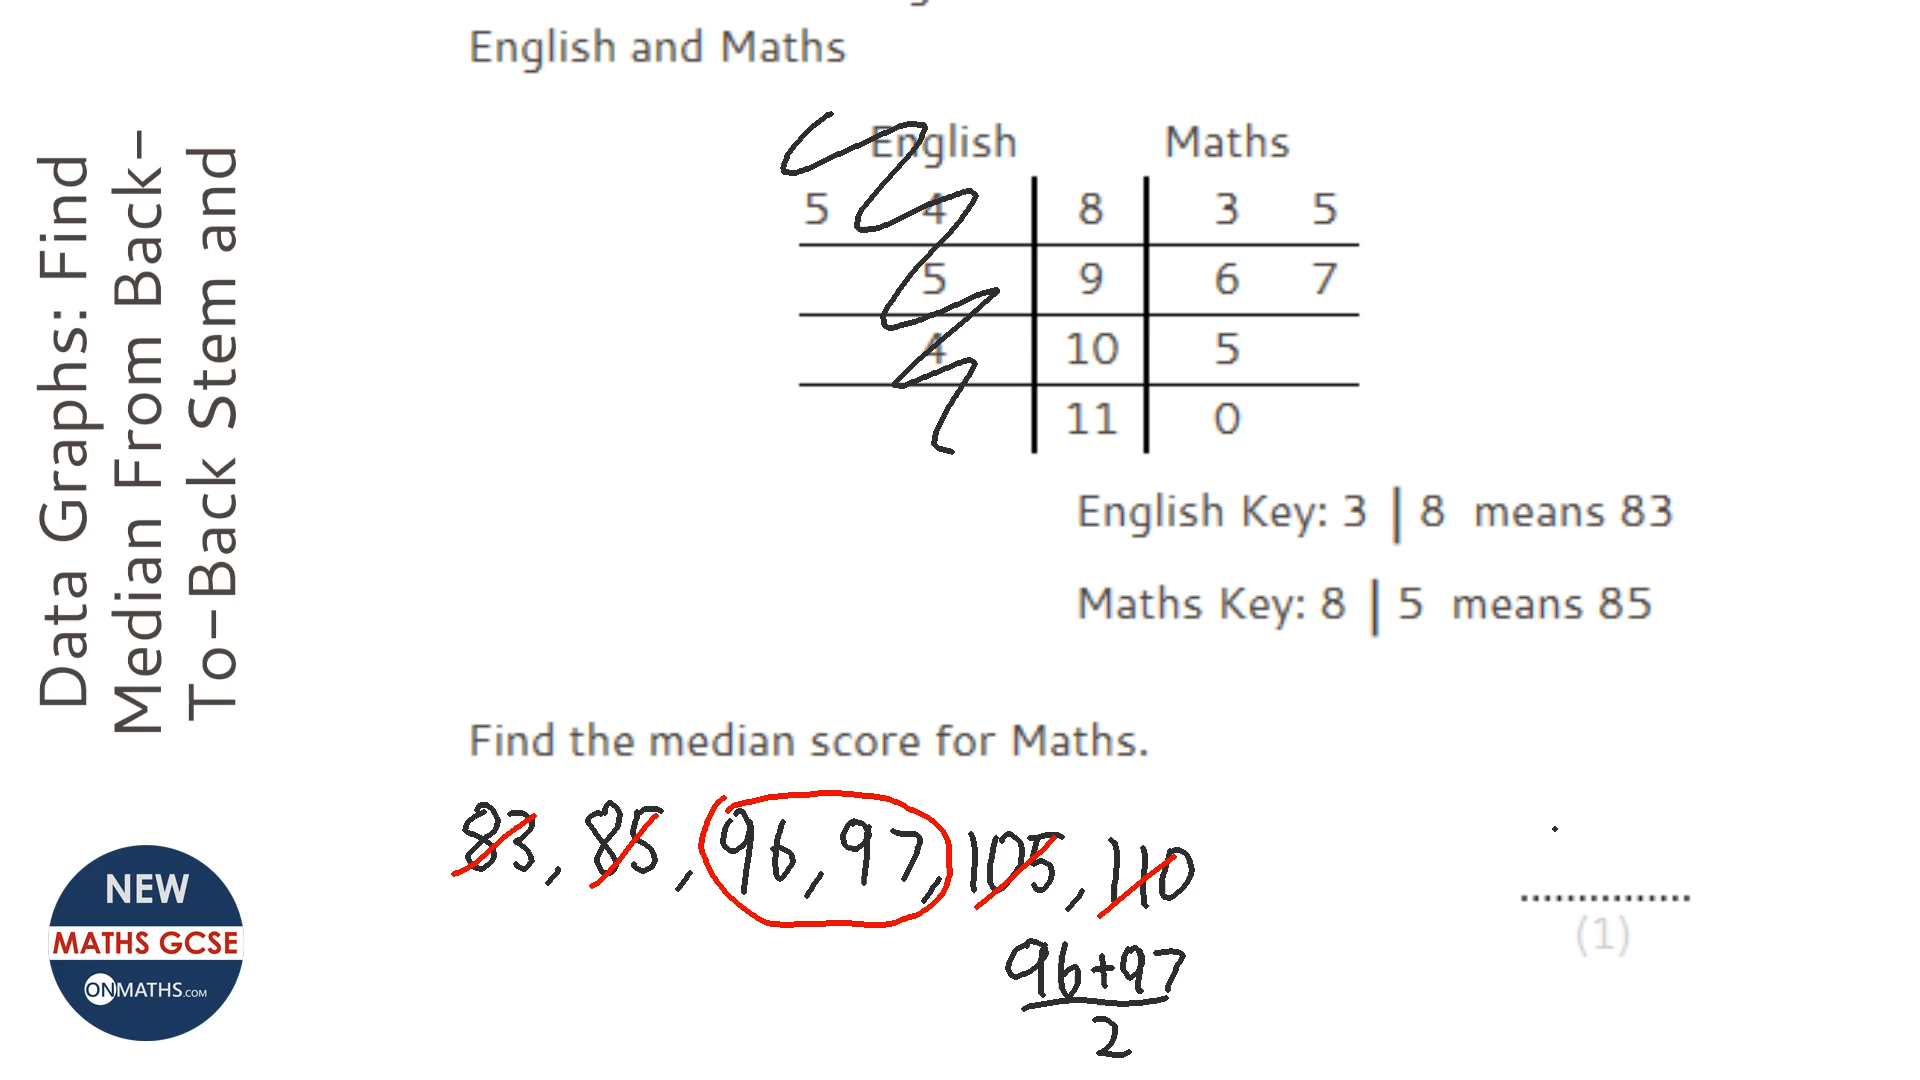 Data Graphs: Find
Median From Back-
To-Back Stem and
English and Maths
English Maths
5 4 8 3 5
5 9 6 7
4 10 5
11 0
English Key: 3 | 8 means 83
Maths Key: 8 | 5 means 85
Find the median score for Maths.
83, 85, 96, 97, 105, 110
96+97
2
...............
(1)
NEW
MATHS GCSE
ONMATHS.COM